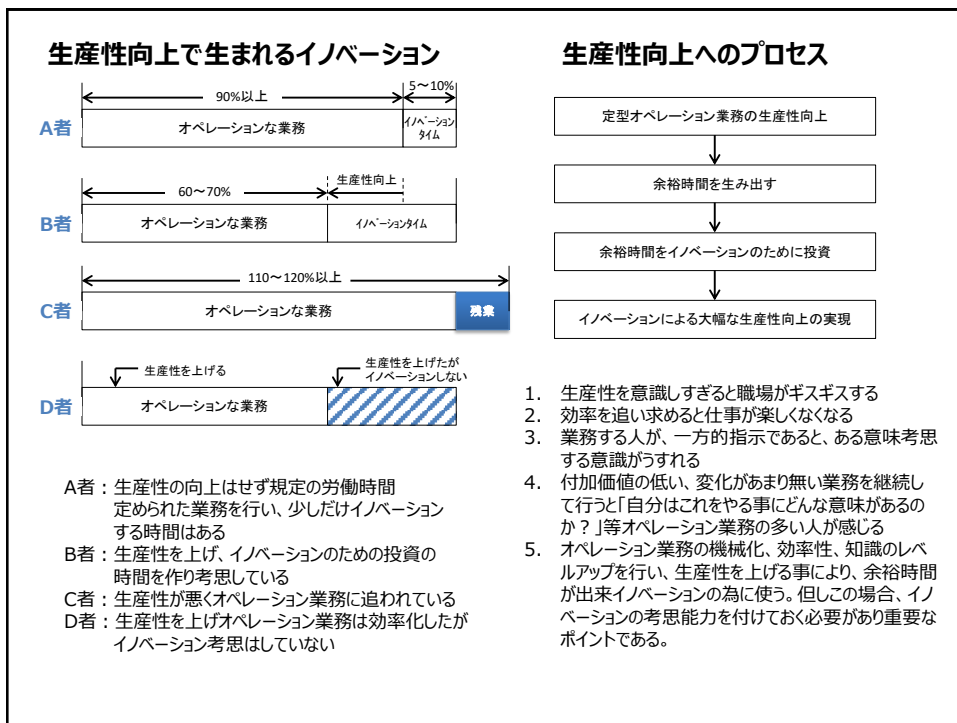 生産性向上で生まれるイノベーション
90%以上
5～10%
A者
オペレーションな業務
イノベーション
タイム
60～70%
生産性向上
B者
オペレーションな業務
イノベーションタイム
110～120%以上
C者
オペレーションな業務
残業
生産性を上げる
生産性を上げたが
イノベーションしない
D者
オペレーションな業務
A者：生産性の向上はせず規定の労働時間
定められた業務を行い、少しだけイノベーション
する時間はある
B者：生産性を上げ、イノベーションのための投資の
時間を作り考思している
C者：生産性が悪くオペレーション業務に追われている
D者：生産性を上げオペレーション業務は効率化したが
イノベーション考思はしていない
生産性向上へのプロセス
定型オペレーション業務の生産性向上
余裕時間を生み出す
余裕時間をイノベーションのために投資
イノベーションによる大幅な生産性向上の実現
1. 生産性を意識しすぎると職場がギスギスする
2. 効率を追い求めると仕事が楽しくなくなる
3. 業務する人が、一方的指示であると、ある意味考思
する意識がうすれる
4. 付加価値の低い、変化があまり無い業務を継続し
て行うと「自分はこれをやる事にどんな意味があるの
か？」等オペレーション業務の多い人が感じる
5. オペレーション業務の機械化、効率性、知識のレベ
ルアップを行い、生産性を上げる事により、余裕時間
が出来イノベーションの為に使う。但しこの場合、イノ
ベーションの考思能力を付けておく必要があり重要な
ポイントである。